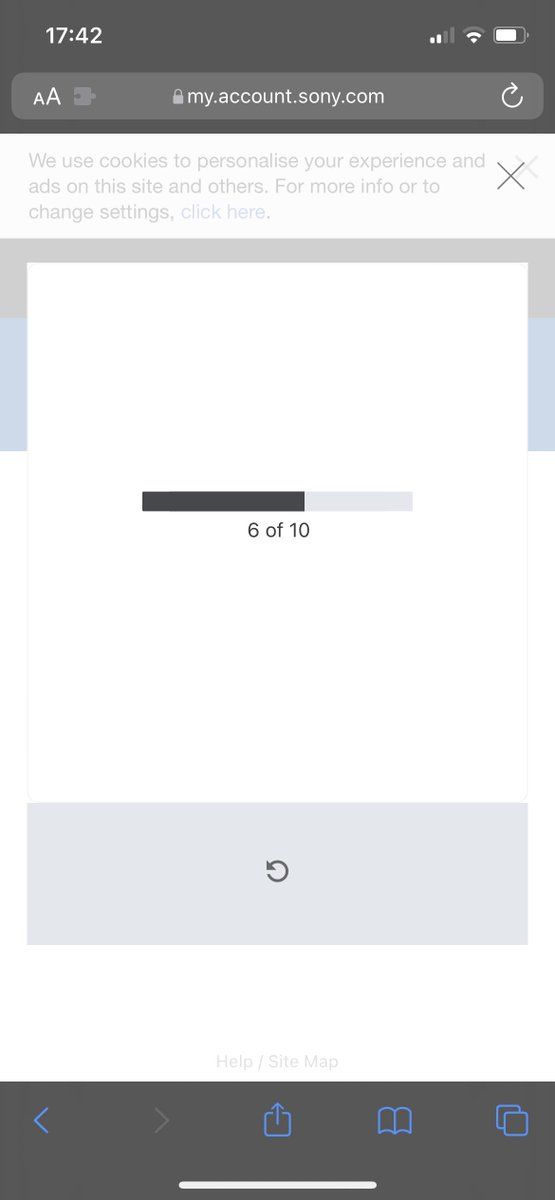 17:42
AA
my.account.sony.com
We use cookies to personalise your experience and
ads on this site and others. For more info or to
change settings, click here.
6 of 10
Help / Site Map